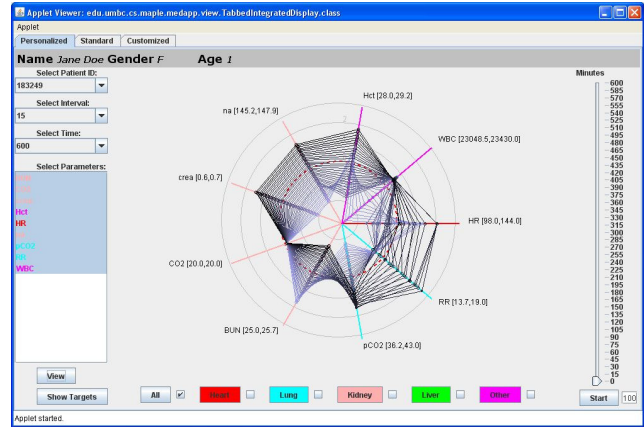 Applet Viewer: edu.umbc.cs.maple.medapp.view.TabbedIntegratedDisplay.class
Applet
Personalized Standard Customized
Name Jane Doe Gender F Age 1
Select Patient ID:
183249
Select Interval:
15
Select Time:
600
Select Parameters:
Hct
HR
pCO2
RR
WBC
View
Show Targets
Hct [28.0,29.2]
na [145.2,147.9]
2
WBC [23048.5,23430.0]
crea [0.6,0.7]
HR [98.0,144.0]
CO2 [20.0,20.0]
RR [13.7,19.0]
BUN [25.0,25.7]
pCO2 [36.2,43.0]
All Heart Lung Kidney Liver Other
Minutes
600
585
570
555
540
525
510
495
480
465
450
435
420
405
390
375
360
345
330
315
300
285
270
255
240
225
210
195
180
165
150
135
120
105
90
75
60
45
30
15
0
Start 100
Applet started.